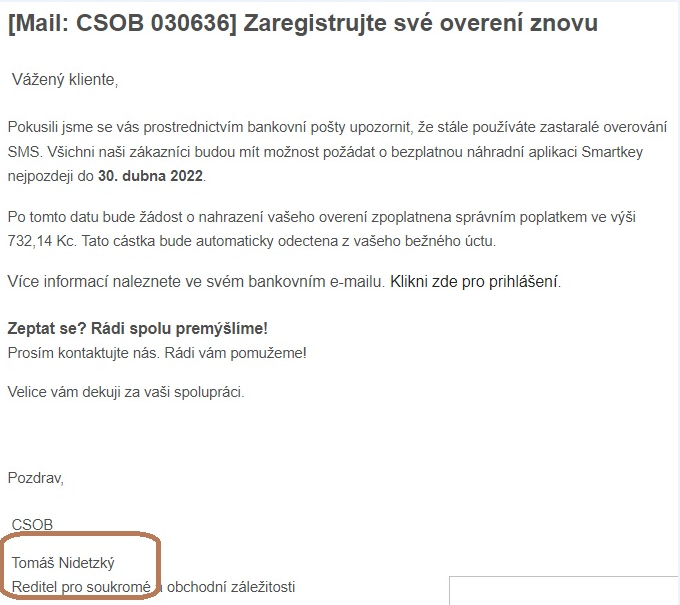 [Mail: CSOB 030636] Zaregistrujte své overení znovu
Vážený kliente,
Pokusili jsme se vás prostrednictvím bankovní pošty upozornit, že stále používáte zastaralé overování
SMS. Všichni naši zákazníci budou mít možnost požádat o bezplatnou náhradní aplikaci Smartkey
nejpozdeji do 30. dubna 2022.
Po tomto datu bude žádost o nahrazení vašeho overení zpoplatnena správním poplatkem ve výši
732,14 Kc. Tato cástka bude automaticky odectena z vašeho bežného úctu.
Více informací naleznete ve svém bankovním e-mailu. Klikni zde pro prihlášení.
Zeptat se? Rádi spolu premýšlíme!
Prosím kontaktujte nás. Rádi vám pomužeme!
Velice vám dekuji za vaši spolupráci.
Pozdrav,
CSOB
Tomáš Nidetzký
Reditel pro soukromé a obchodní záležitosti